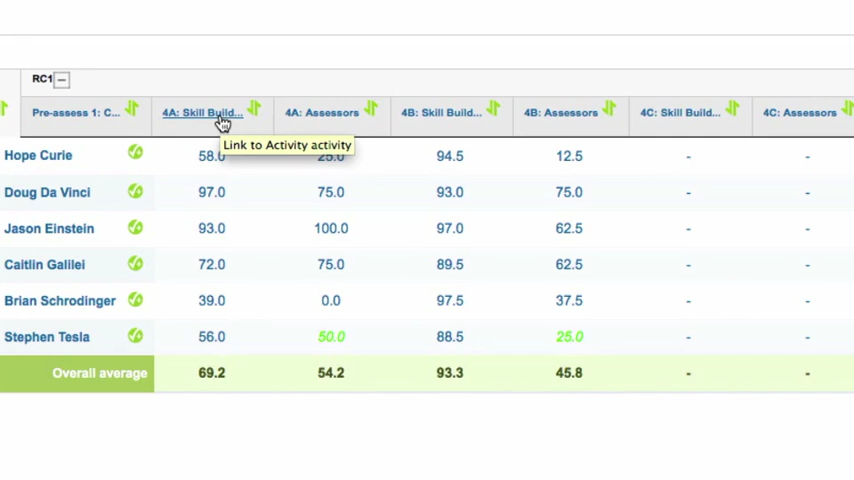 RC1
Pre-assess 1: C... 4A: Skill Build... 4A: Assessors 4B: Skill Build... 4B: Assessors 4C: Skill Build... 4C: Assessors
Link to Activity activity
Hope Curie 58.0 25.0 94.5 12.5 - -
Doug Da Vinci 97.0 75.0 93.0 75.0 - -
Jason Einstein 93.0 100.0 97.0 62.5 - -
Caitlin Galilei 72.0 75.0 89.5 62.5 - -
Brian Schrodinger 39.0 0.0 97.5 37.5 - -
Stephen Tesla 56.0 50.0 88.5 25.0 - -
Overall average 69.2 54.2 93.3 45.8 - -